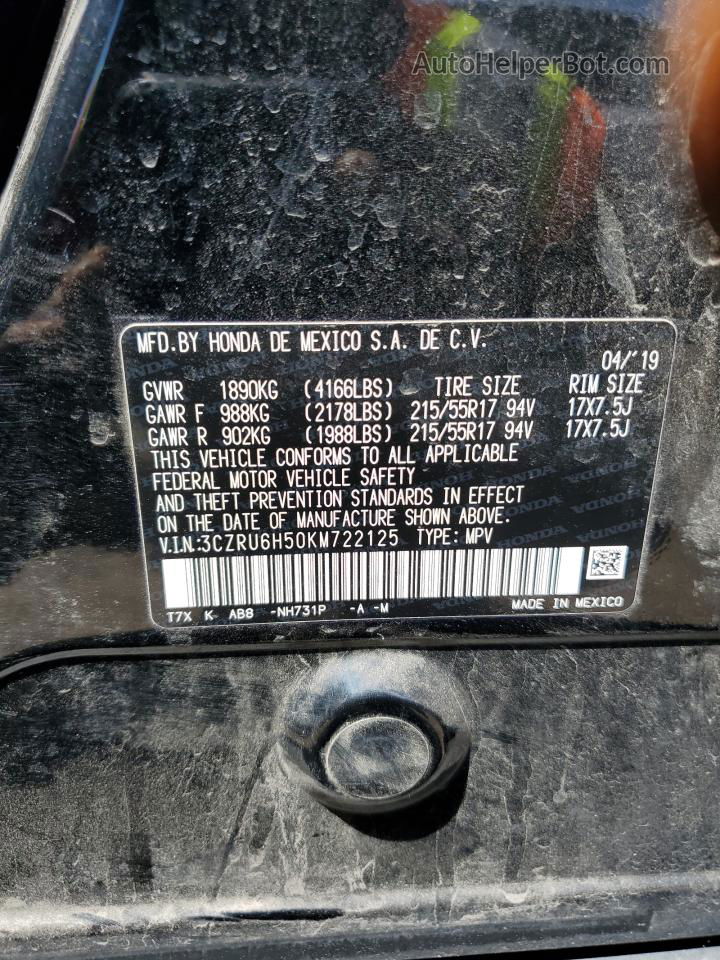 AutoHelperBot.com
MFD.BY HONDA DE MEXICO S.A. DE C.V.
04/'19
GVWR 1890KG (4166LBS) TIRE SIZE RIM SIZE
GAWR F 988KG (2178LBS) 215/55R17 94V 17X7.5J
GAWR R 902KG (1988LBS) 215/55R17 94V 17X7.5J
THIS VEHICLE CONFORMS TO ALL APPLICABLE
FEDERAL MOTOR VEHICLE SAFETY
AND THEFT PREVENTION STANDARDS IN EFFECT
ON THE DATE OF MANUFACTURE SHOWN ABOVE.
V.I.N:3CZRU6H50KM722125 TYPE: MPV
T7X K AB8 -NH731P -A -M MADE IN MEXICO